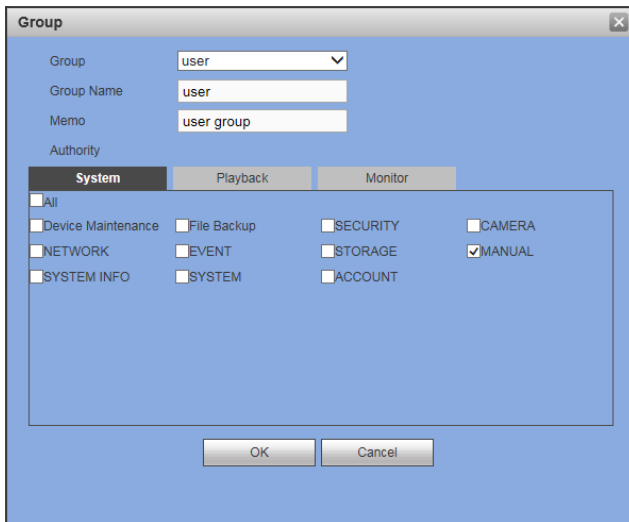 Group
Group user
Group Name user
Memo user group
Authority
System Playback Monitor
All
Device Maintenance File Backup SECURITY CAMERA
NETWORK EVENT STORAGE MANUAL
SYSTEM INFO SYSTEM ACCOUNT
OK Cancel